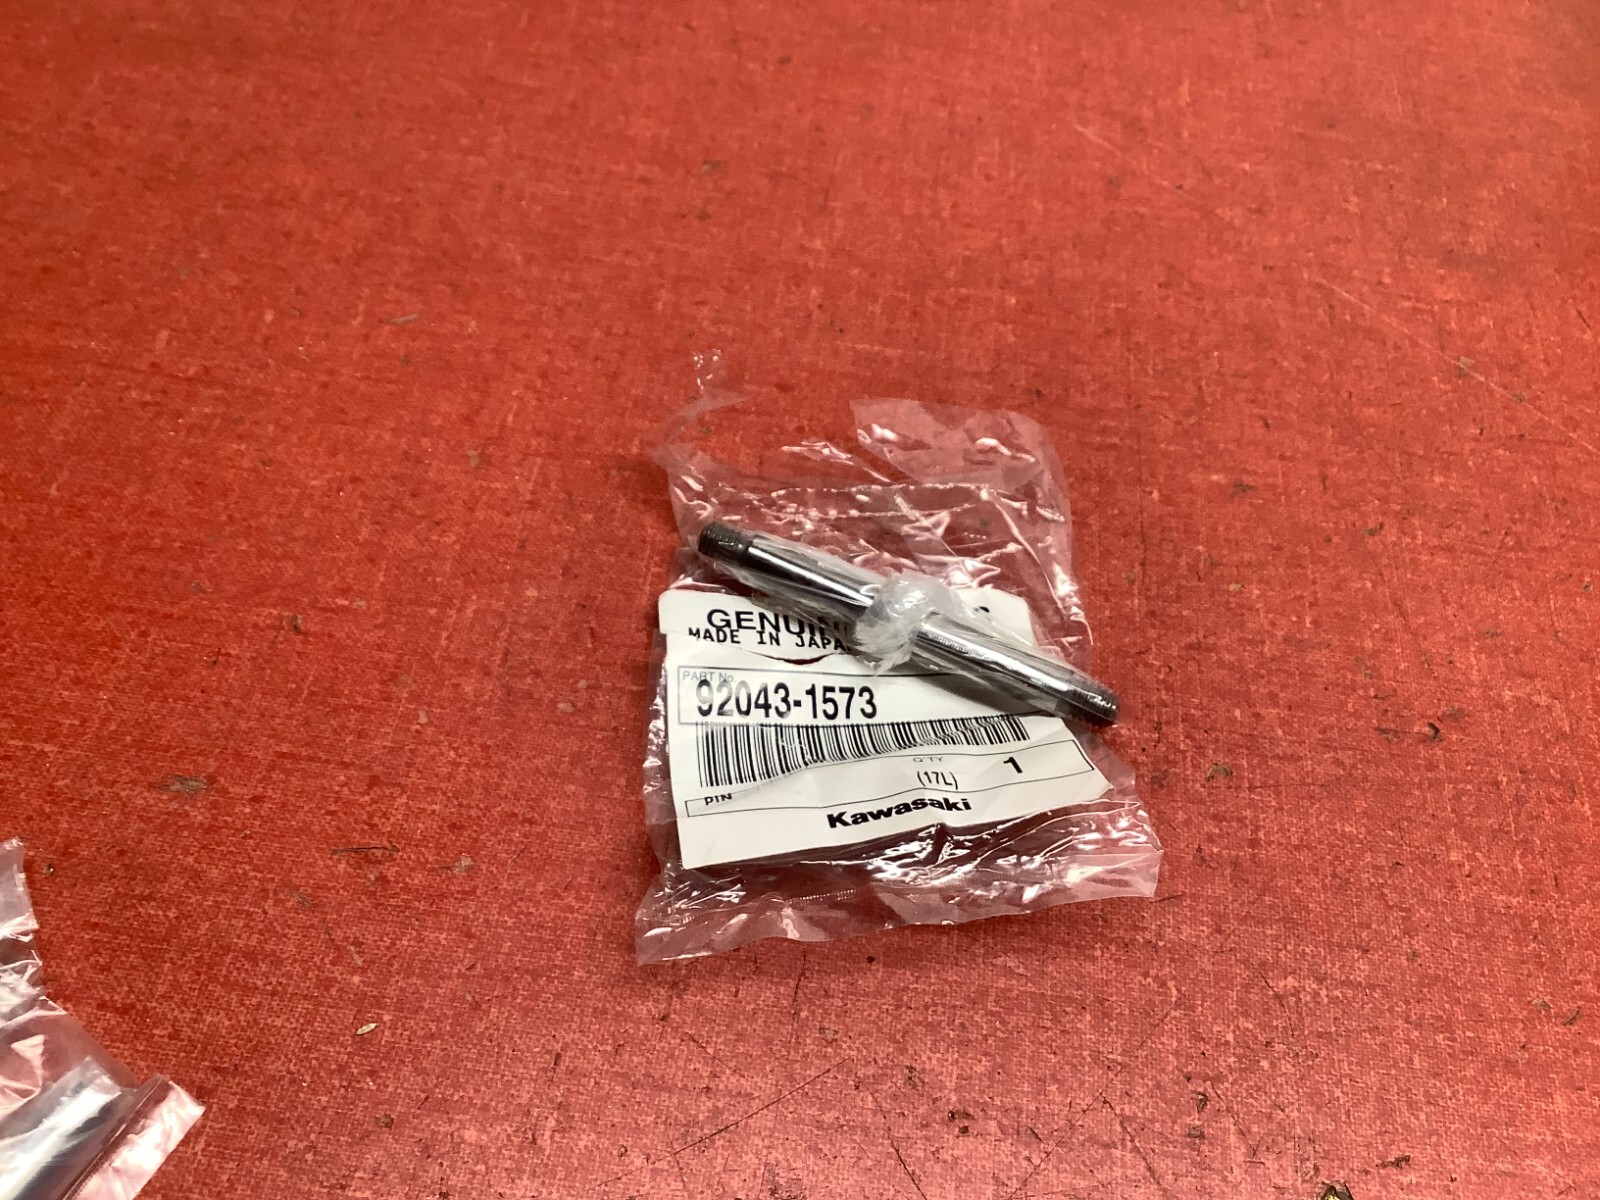 GENUI
MADE IN JAPA
PART No.
92043-1573
Q'TY
(17L) 1
PIN
Kawasaki